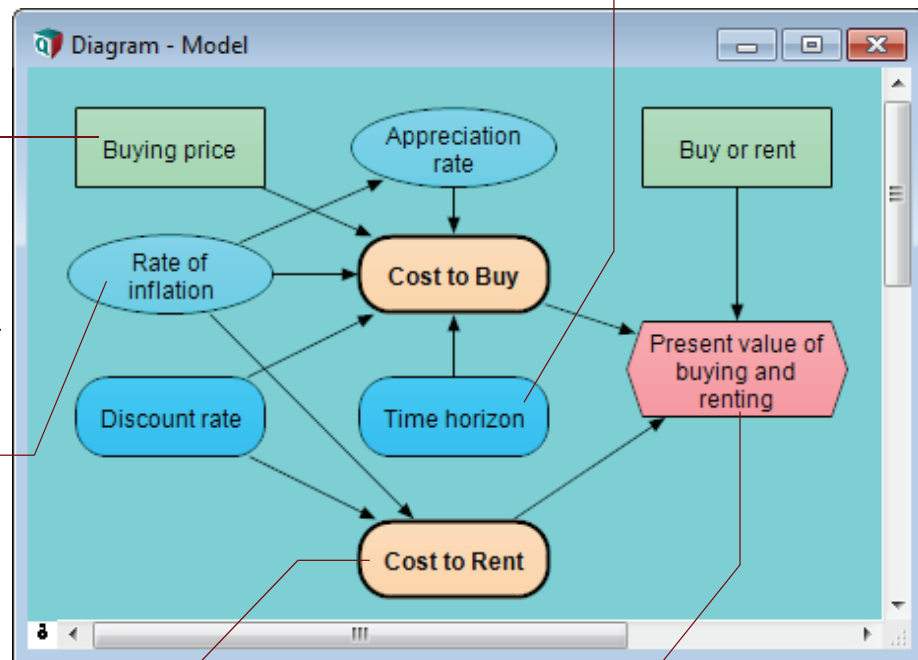 Diagram - Model
Buying price
Appreciation
rate
Buy or rent
Rate of
inflation
Cost to Buy
Present value of
buying and
renting
Discount rate
Time horizon
Cost to Rent